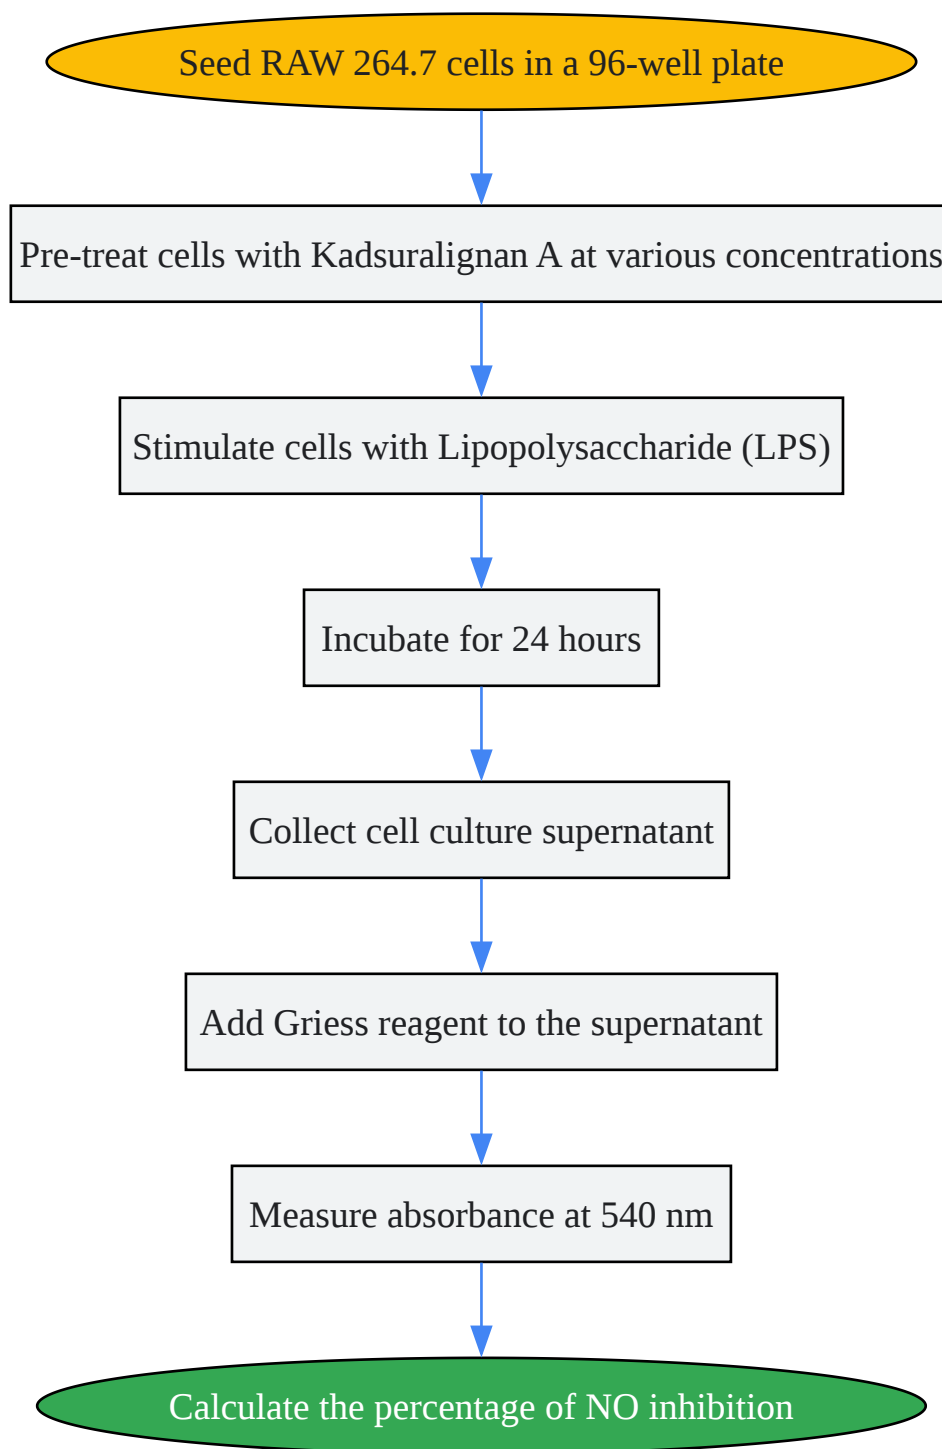 Seed RAW 264.7 cells in a 96-well plate
Pre-treat cells with Kadsuralignan A at various concentrations
Stimulate cells with Lipopolysaccharide (LPS)
Incubate for 24 hours
Collect cell culture supernatant
Add Griess reagent to the supernatant
Measure absorbance at 540 nm
Calculate the percentage of NO inhibition